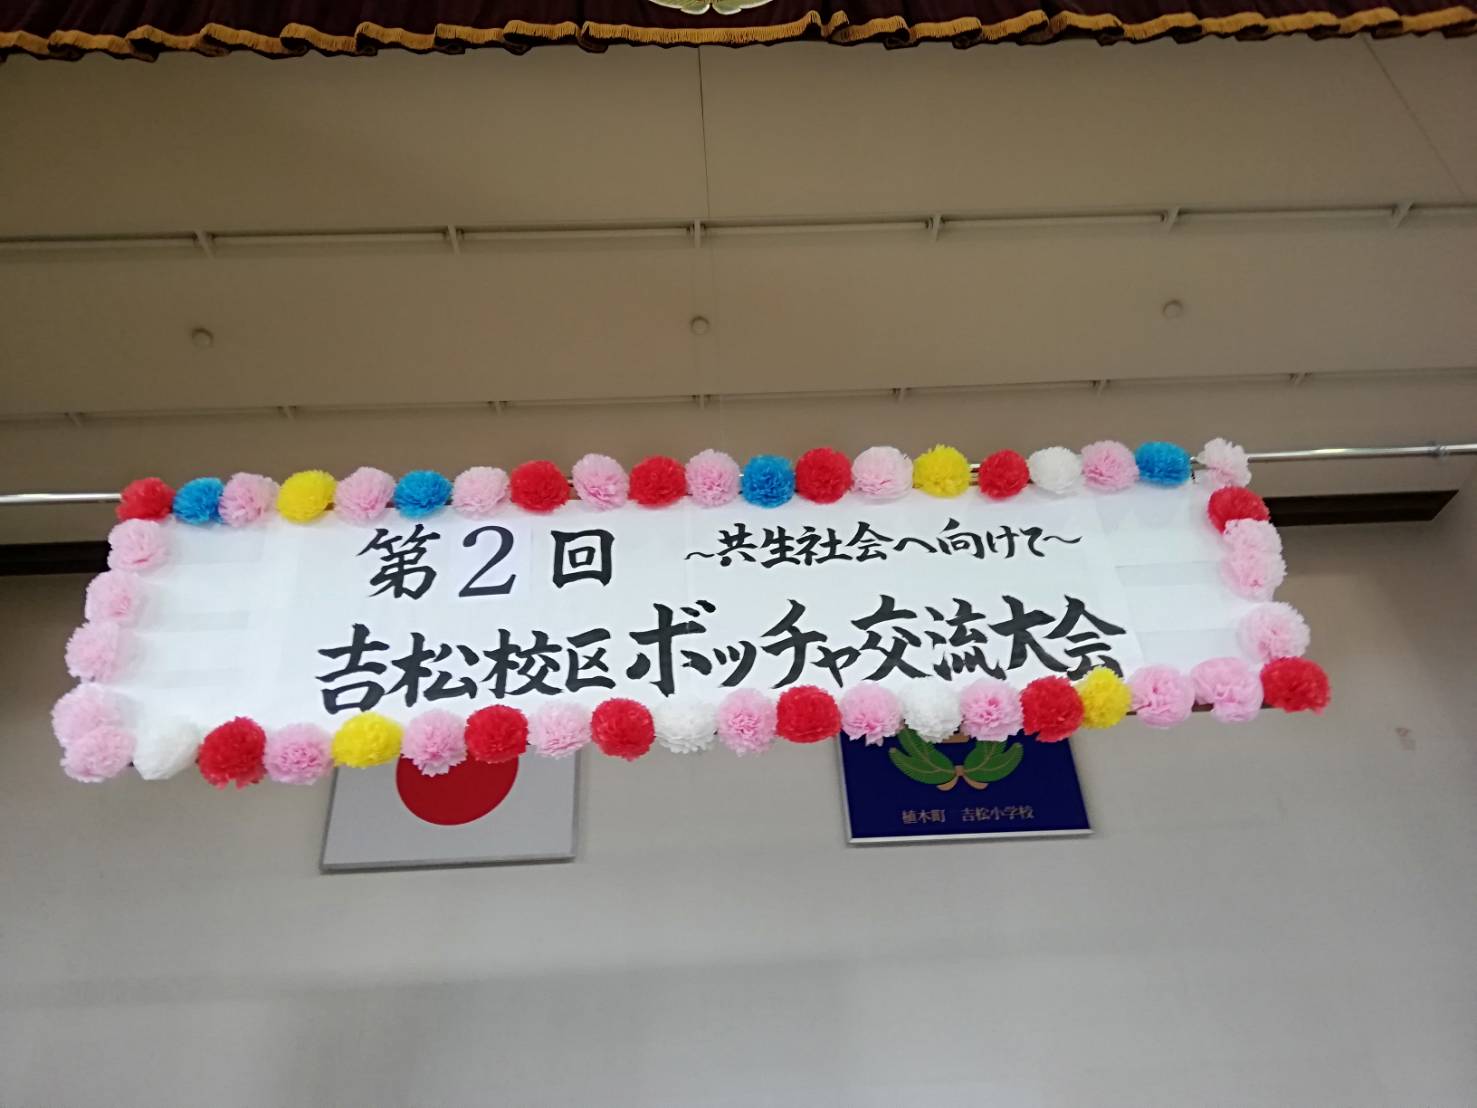 第2回 ～共生社会へ向けて～
吉松校区ボッチャ交流大会
植木町 吉松小学校